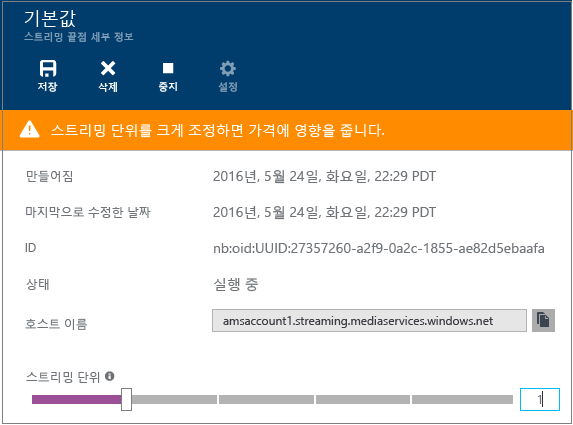 기본값
스트리밍 끝점 세부 정보
저장 삭제 중지 설정
스트리밍 단위를 크게 조정하면 가격에 영향을 줍니다.
만들어짐 2016년, 5월 24일, 화요일, 22:29 PDT
마지막으로 수정한 날짜 2016년, 5월 24일, 화요일, 22:29 PDT
ID nb:oid:UUID:27357260-a2f9-0a2c-1855-ae82d5ebaafa
상태 실행 중
호스트 이름 amsaccount1.streaming.mediaservices.windows.net
스트리밍 단위
1